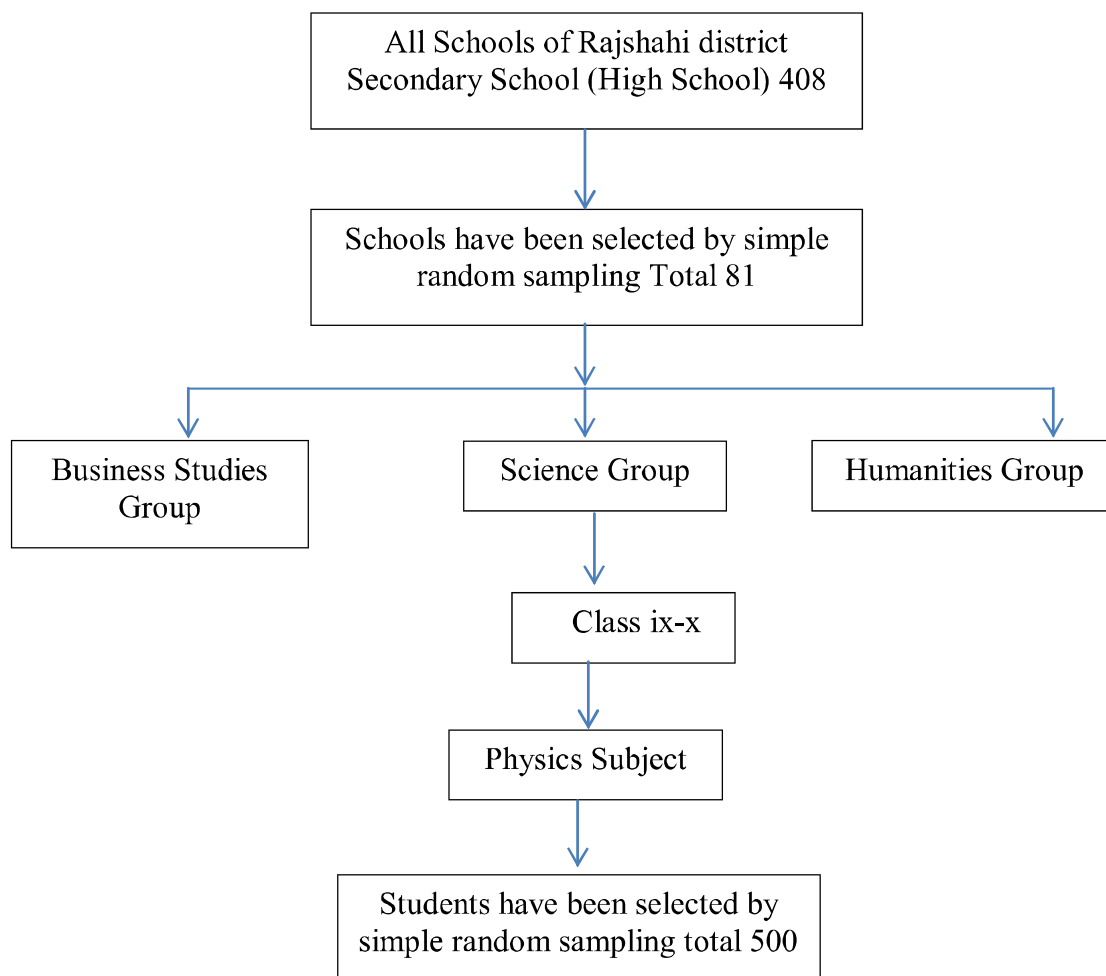 All Schools of Rajshahi district
Secondary School (High School) 408
Schools have been selected by simple
random sampling Total 81
Business Studies
Group
Science Group
Humanities Group
Class ix-x
Physics Subject
Students have been selected by
simple random sampling total 500